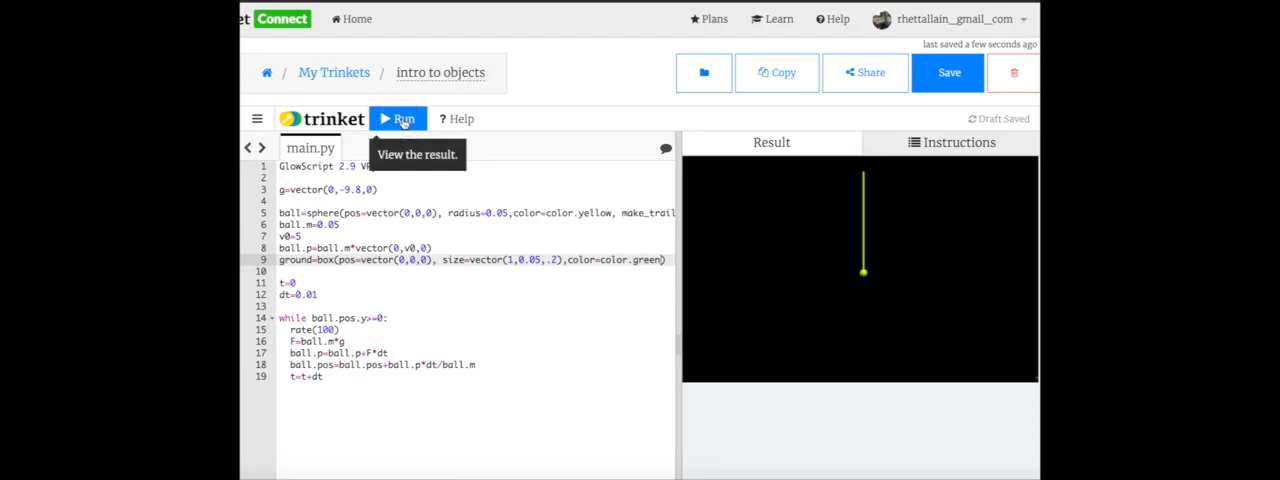 et Connect Home Plans Learn Help rhettallain_gmail_com
last saved a few seconds ago
/ My Trinkets / intro to objects Copy Share Save
trinket Run ? Help Draft Saved
main.py View the result. Result Instructions
1 GlowScript 2.9 V
2
3 g=vector(0,-9.8,0)
4
5 ball=sphere(pos=vector(0,0,0), radius=0.05,color=color.yellow, make_trail
6 ball.m=0.05
7 v0=5
8 ball.p=ball.m*vector(0,v0,0)
9 ground=box(pos=vector(0,0,0), size=vector(1,0.05,.2),color=color.green)
10
11 t=0
12 dt=0.01
13
14 while ball.pos.y>=0:
15 rate(100)
16 F=ball.m*g
17 ball.p=ball.p+F*dt
18 ball.pos=ball.pos+ball.p*dt/ball.m
19 t=t+dt